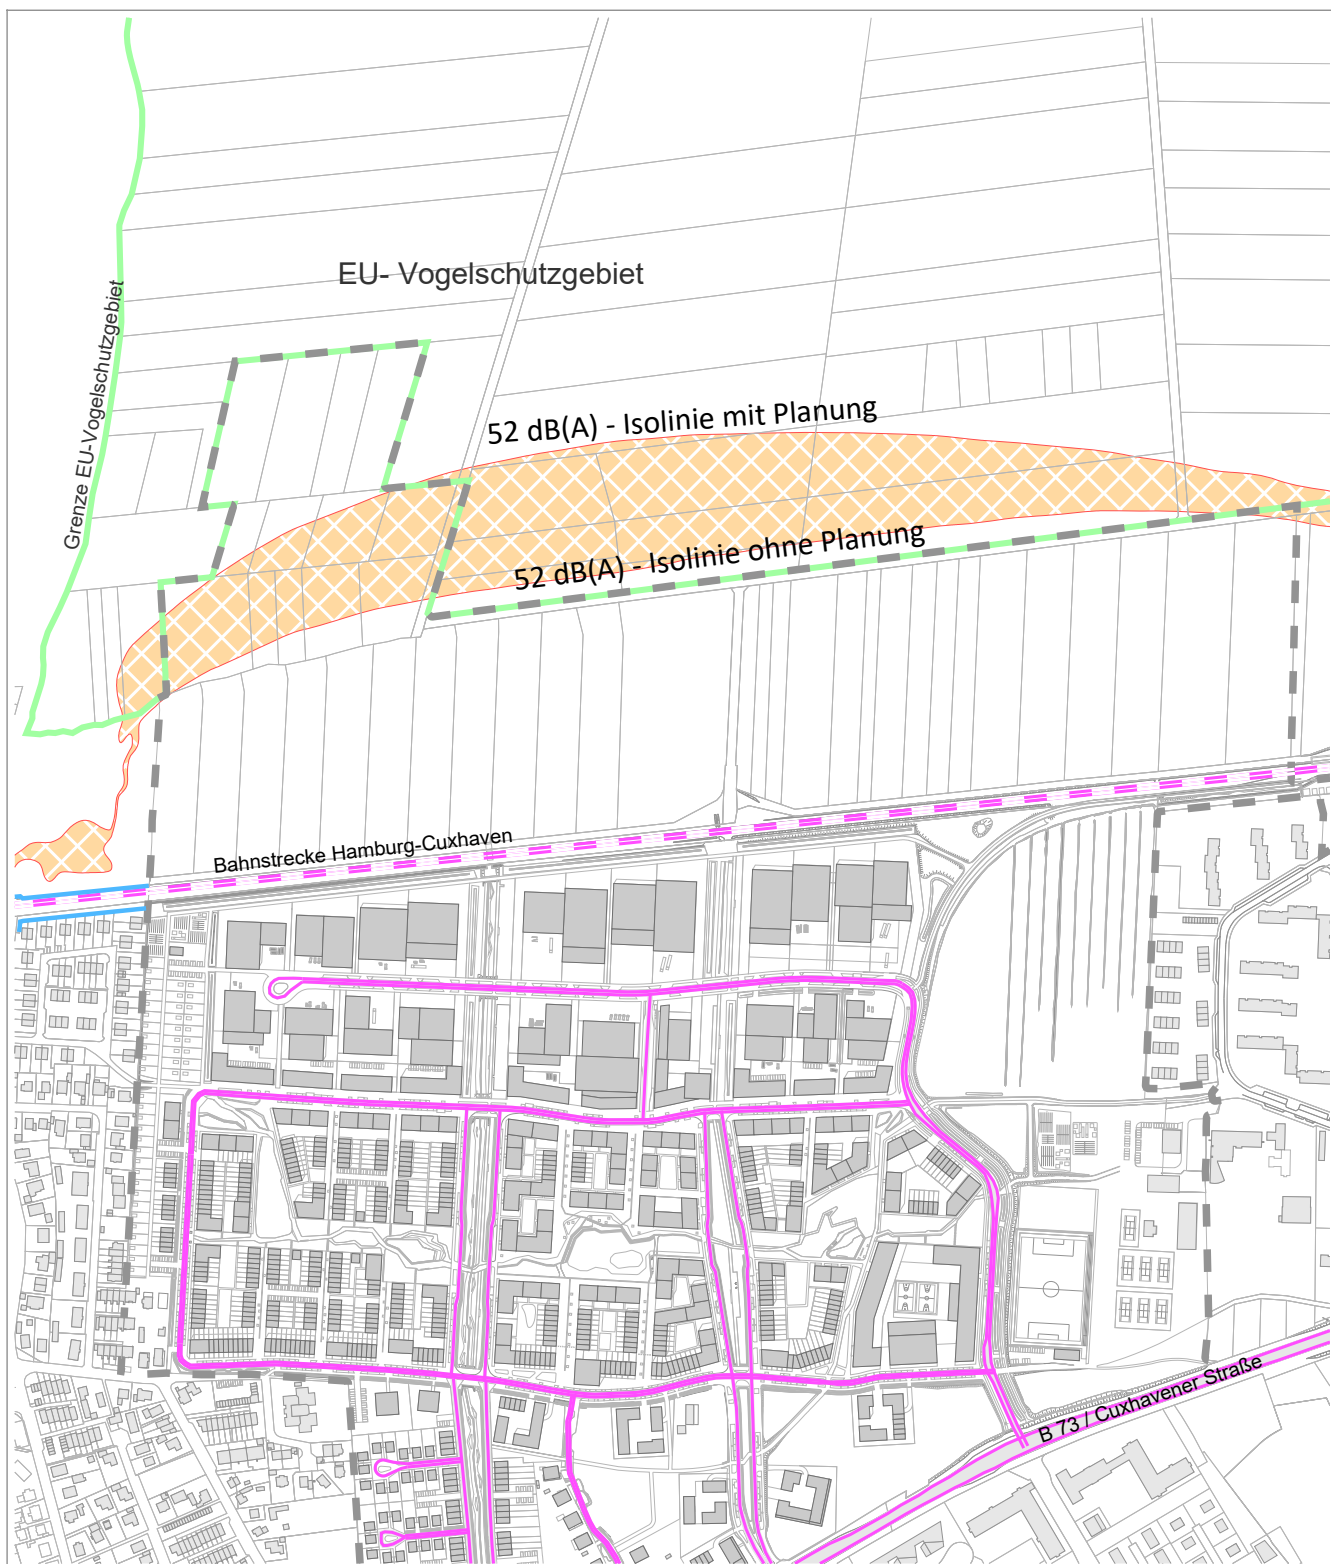 EU- Vogelschutzgebiet
Grenze EU-Vogelschutzgebiet
52 dB(A) - Isolinie mit Planung
52 dB(A) - Isolinie ohne Planung
Bahnstrecke Hamburg-Cuxhaven
B 73 / Cuxhavener Straße